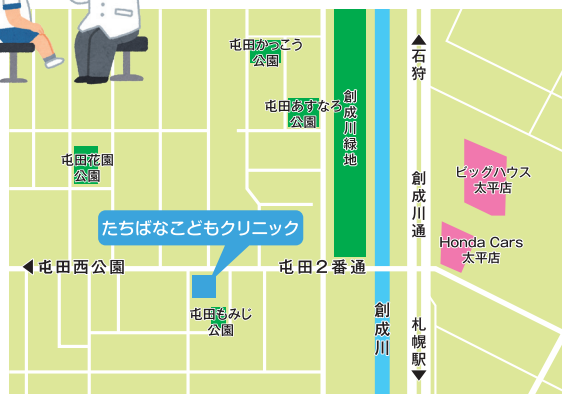 屯田かっこう
公園
▲石狩
屯田あすなろ
公園
創成川緑地
屯田花園
公園
ビッグハウス
太平店
創成川通
たちばなこどもクリニック
Honda Cars
太平店
◀屯田西公園
屯田2番通
屯田もみじ
公園
創成川
札幌駅▼